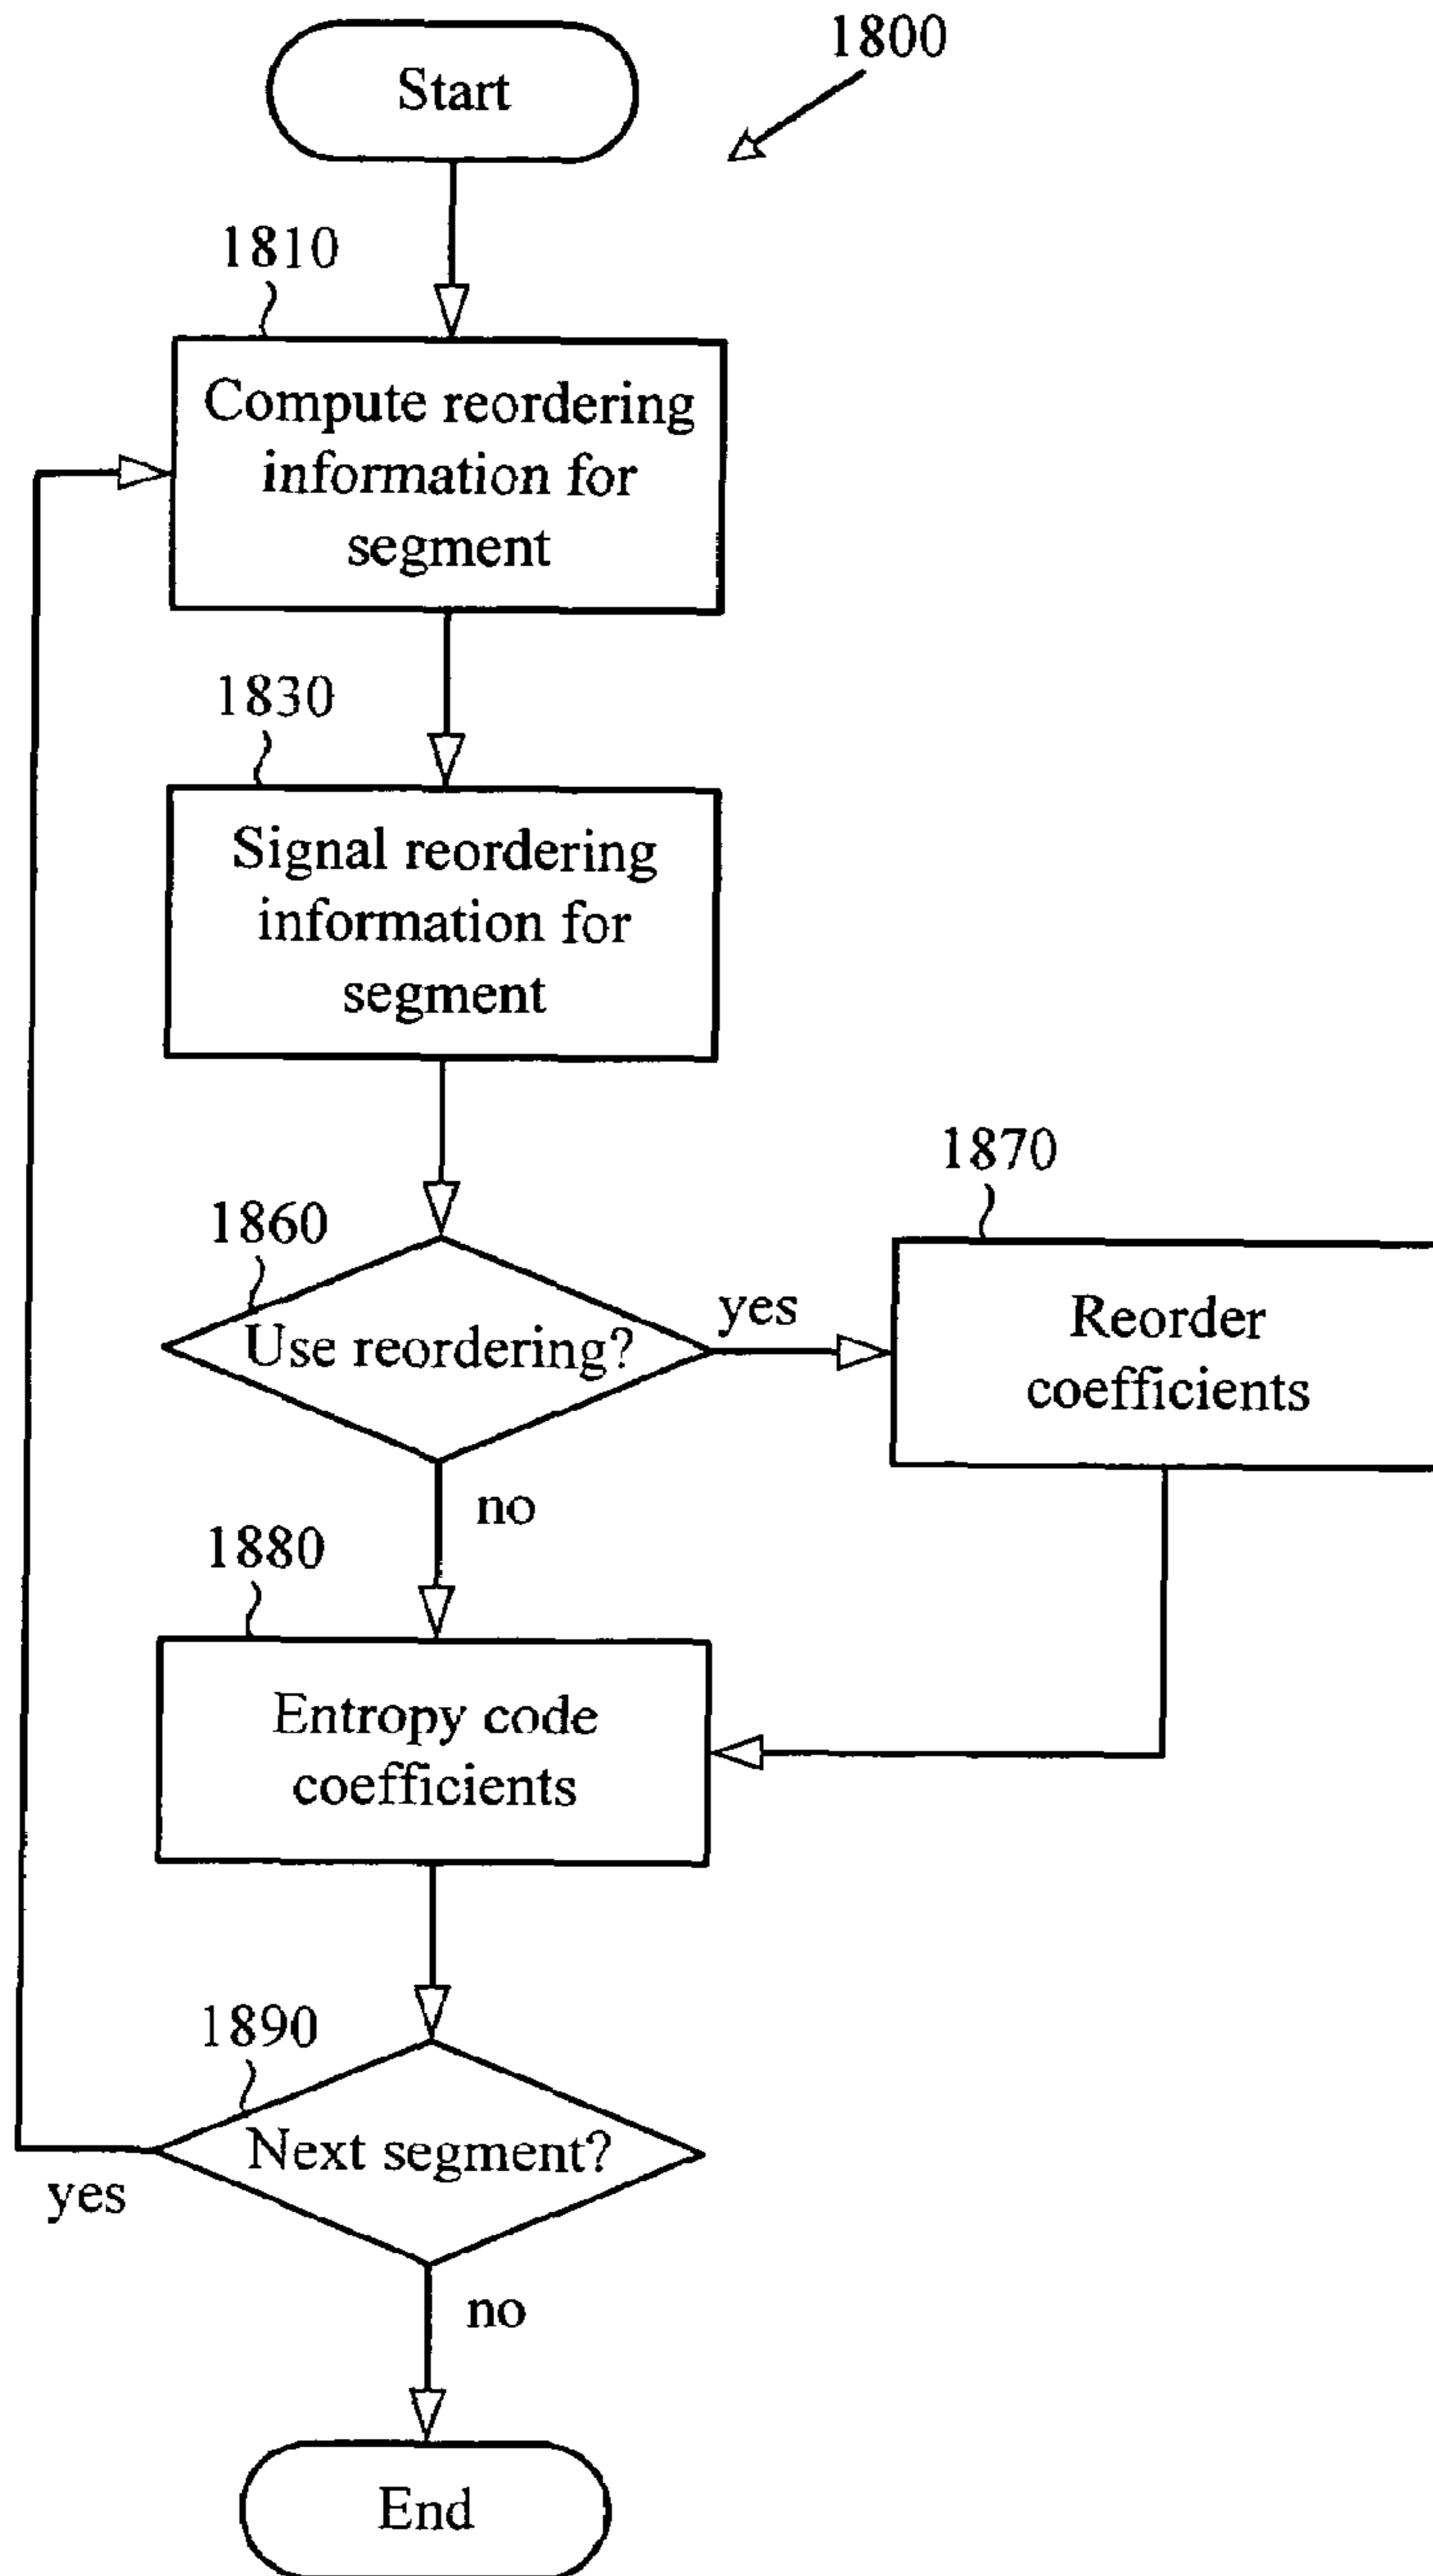 Start
1800
1810
Compute reordering
information for
segment
1830
Signal reordering
information for
segment
1860
Use reordering?
yes
1870
Reorder
coefficients
no
1880
Entropy code
coefficients
1890
Next segment?
yes
no
End